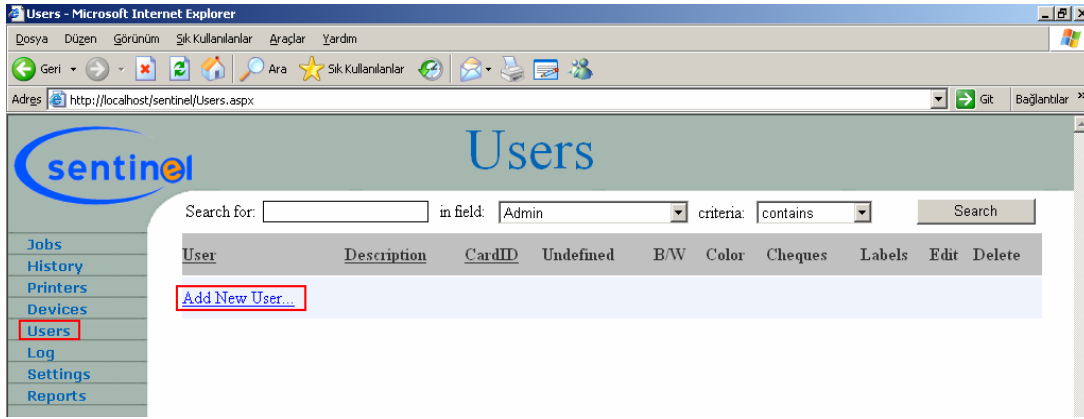 Users - Microsoft Internet Explorer
Dosya Düzen Görünüm Sık Kullanılanlar Araçlar Yardım
Geri Ara Sık Kullanılanlar
Adres http://localhost/sentinel/Users.aspx Git Bağlantılar »
sentinel
Users
Search for: in field: Admin criteria: contains Search
User Description CardID Undefined B/W Color Cheques Labels Edit Delete
Add New User...
Jobs
History
Printers
Devices
Users
Log
Settings
Reports